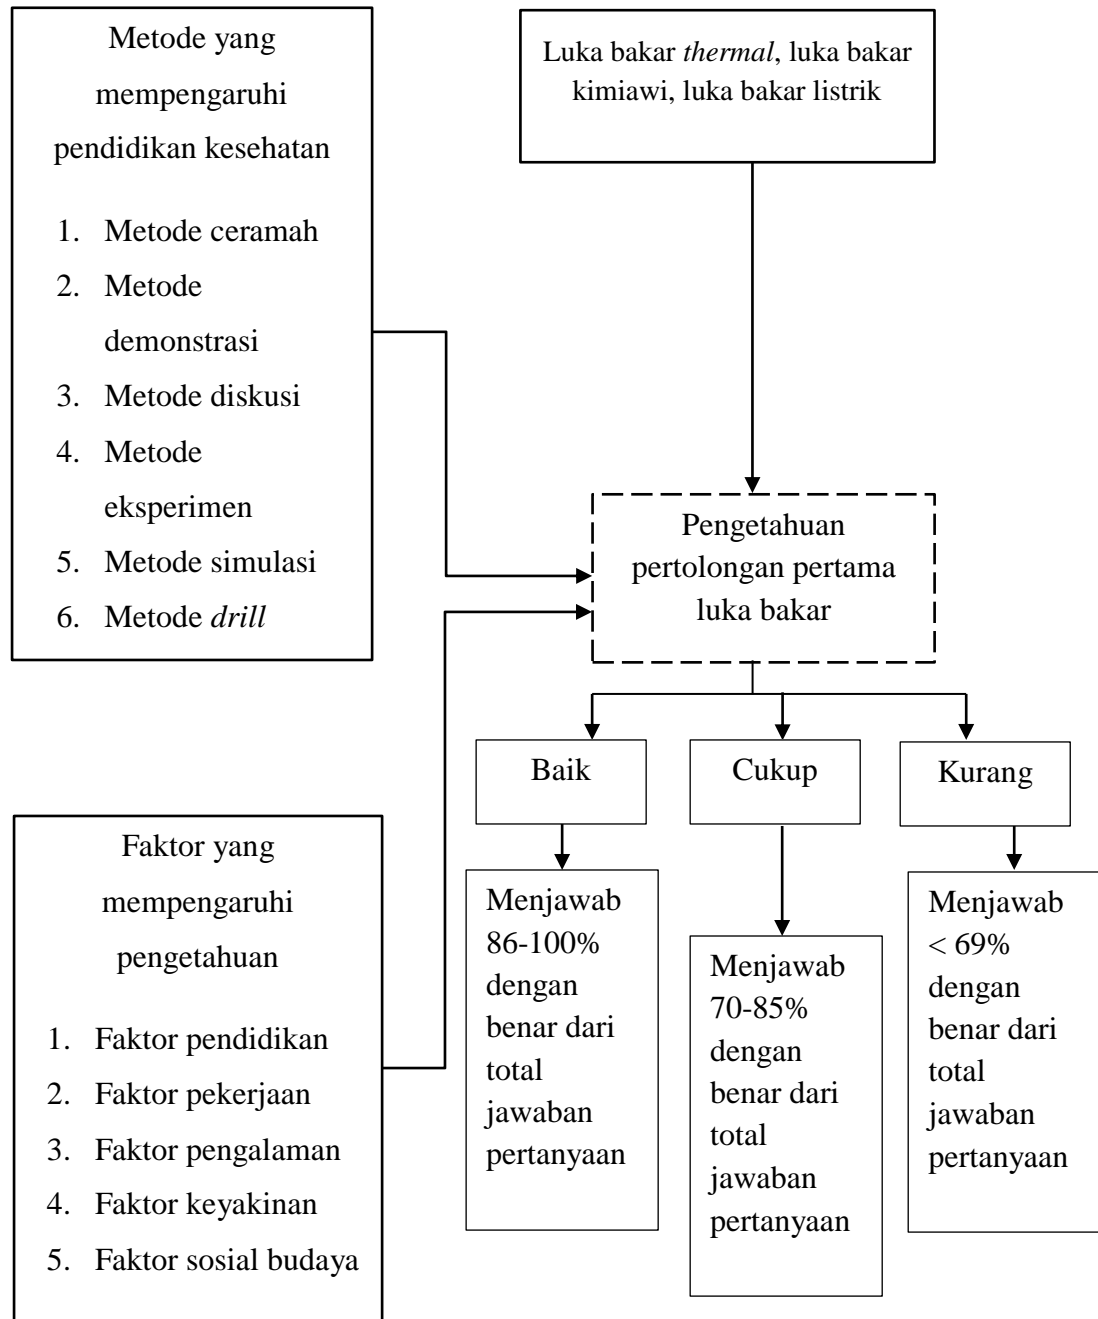 Metode yang
mempengaruhi
pendidikan kesehatan
1. Metode ceramah
2. Metode
demonstrasi
3. Metode diskusi
4. Metode
eksperimen
5. Metode simulasi
6. Metode drill
Luka bakar thermal, luka bakar
kimiawi, luka bakar listrik
Pengetahuan
pertolongan pertama
luka bakar
Faktor yang
mempengaruhi
pengetahuan
1. Faktor pendidikan
2. Faktor pekerjaan
3. Faktor pengalaman
4. Faktor keyakinan
5. Faktor sosial budaya
Baik
Menjawab
86-100%
dengan
benar dari
total
jawaban
pertanyaan
Cukup
Menjawab
70-85%
dengan
benar dari
total
jawaban
pertanyaan
Kurang
Menjawab
< 69%
dengan
benar dari
total
jawaban
pertanyaan